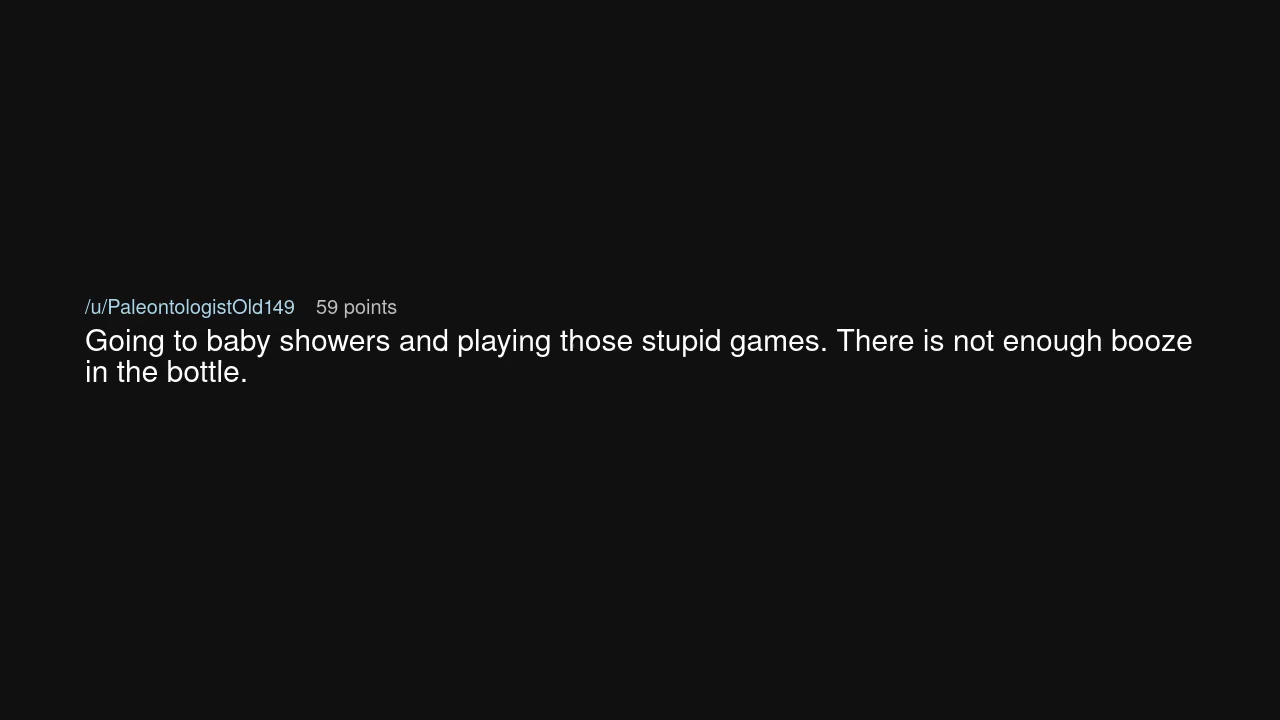 /u/PaleontologistOld149 59 points
Going to baby showers and playing those stupid games. There is not enough booze
in the bottle.